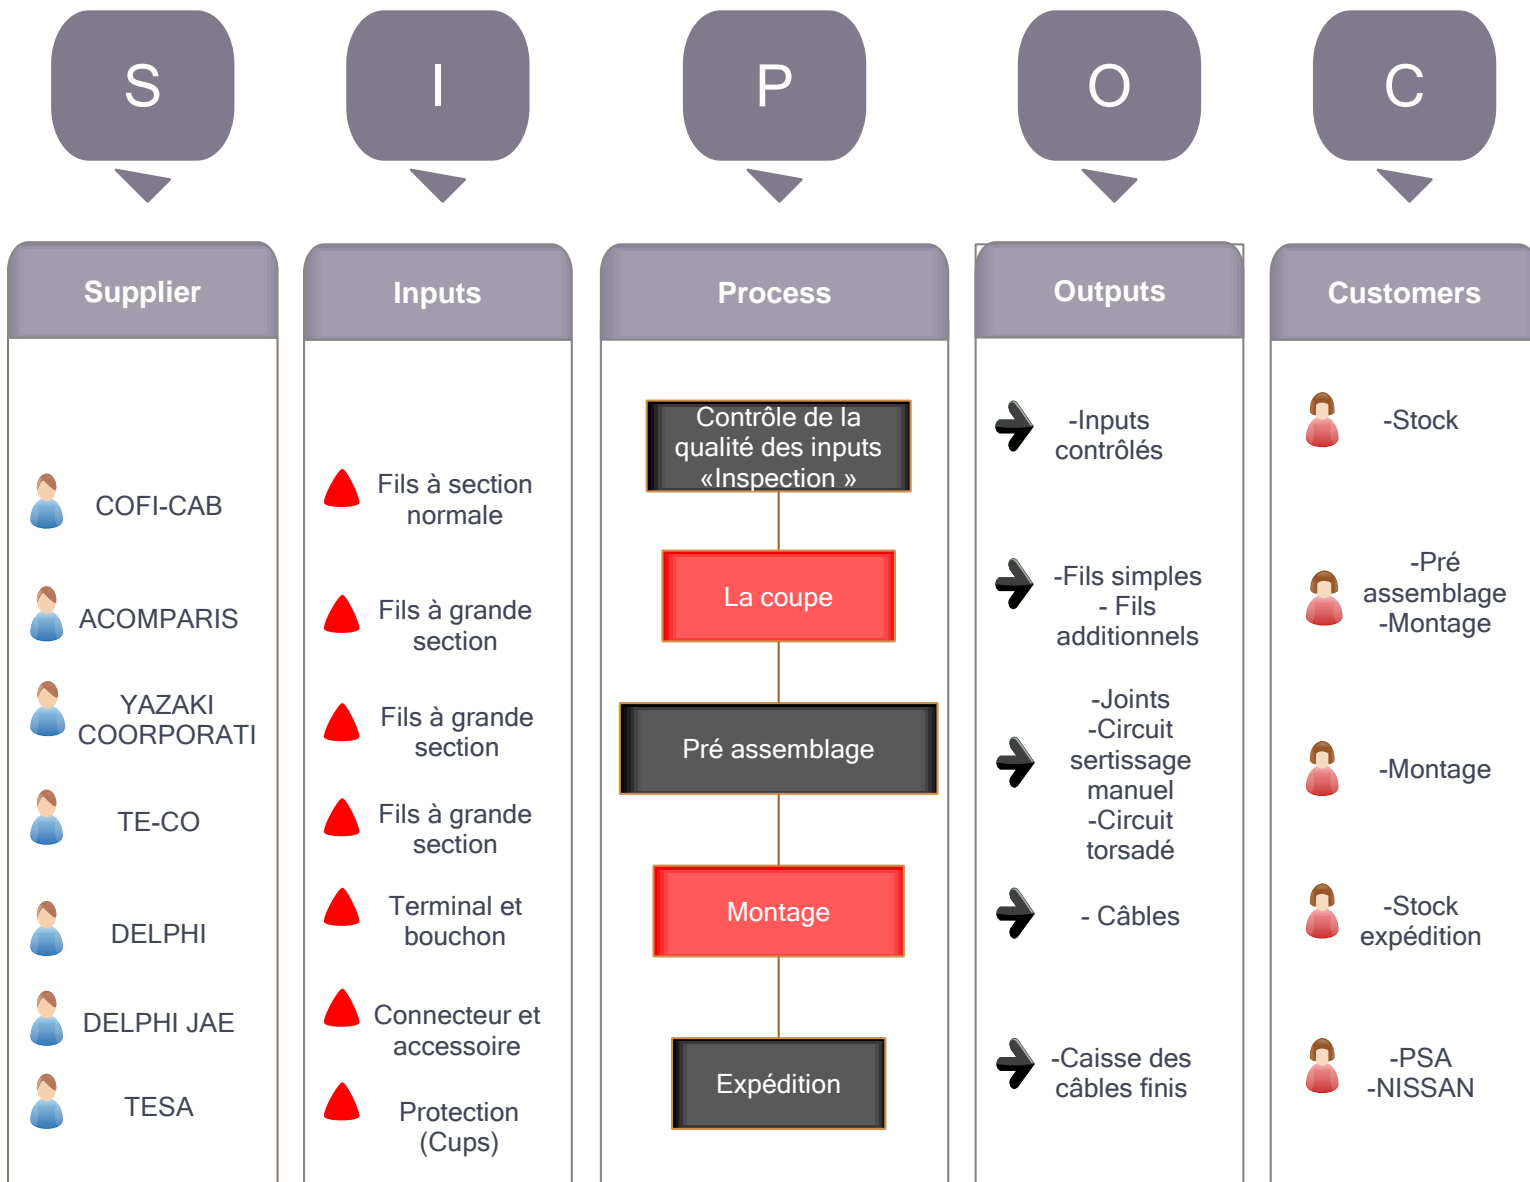 S
I
P
O
C
Supplier
Inputs
Process
Outputs
Customers
COFI-CAB
ACOMPARIS
YAZAKI
COORPORATI
TE-CO
DELPHI
DELPHI JAE
TESA
Fils à section
normale
Fils à grande
section
Fils à grande
section
Fils à grande
section
Terminal et
bouchon
Connecteur et
accessoire
Protection
(Cups)
Contrôle de la
qualité des inputs
«Inspection »
La coupe
Pré assemblage
Montage
Expédition
-Inputs
contrôlés
-Fils simples
- Fils
additionnels
-Joints
-Circuit
sertissage
manuel
-Circuit
torsadé
- Câbles
-Caisse des
câbles finis
-Stock
-Pré
assemblage
-Montage
-Montage
-Stock
expédition
-PSA
-NISSAN